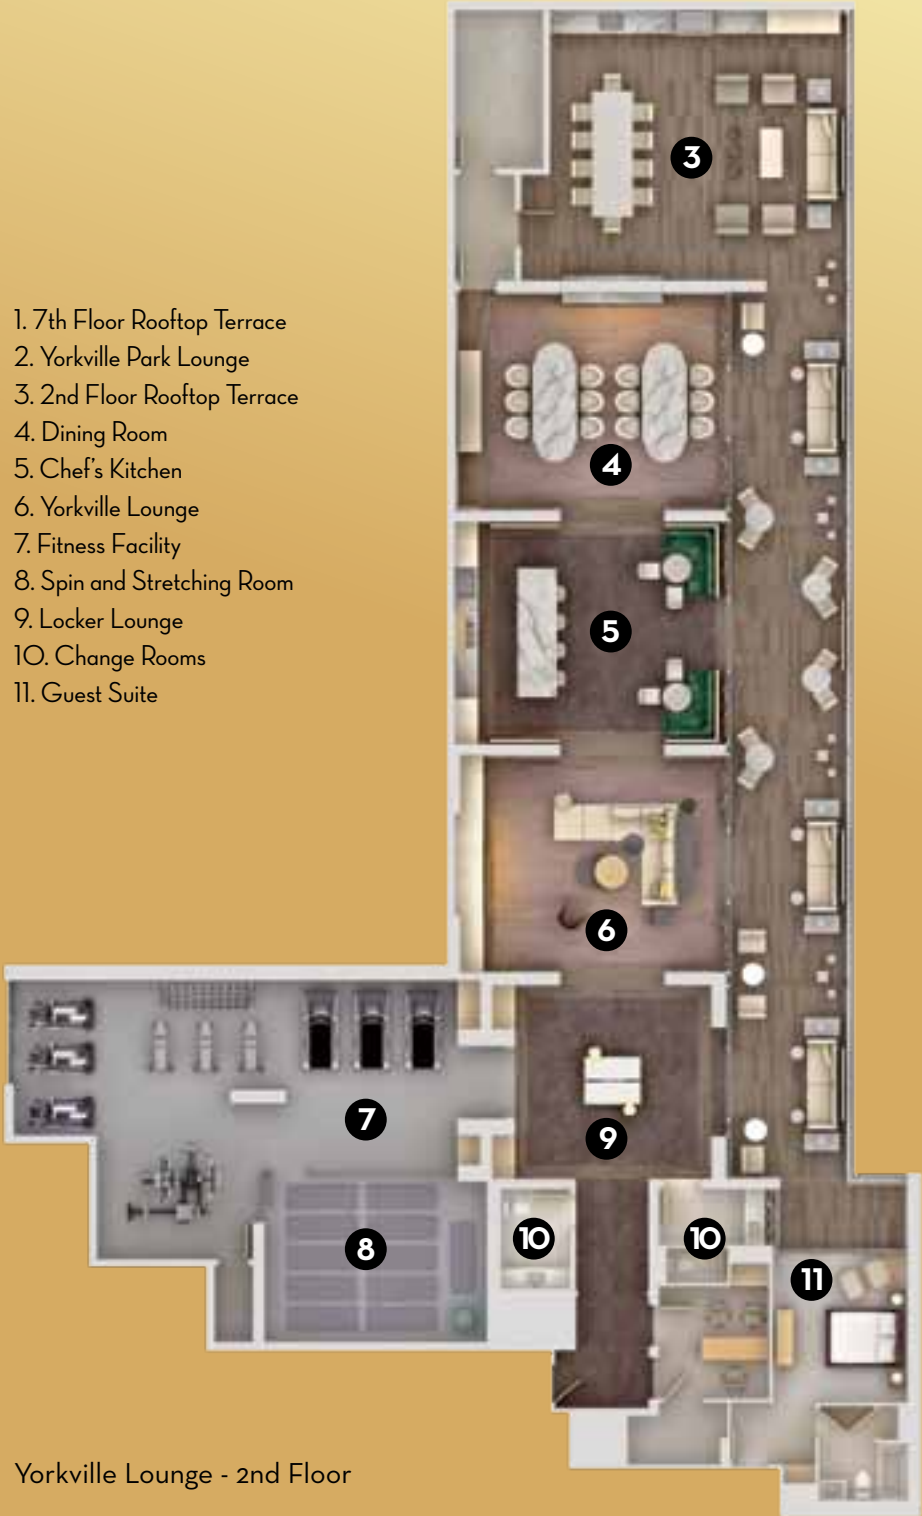 1. 7th Floor Rooftop Terrace
2. Yorkville Park Lounge
3. 2nd Floor Rooftop Terrace
4. Dining Room
5. Chef's Kitchen
6. Yorkville Lounge
7. Fitness Facility
8. Spin and Stretching Room
9. Locker Lounge
10. Change Rooms
11. Guest Suite
3
4
5
6
7
9
8
10
10
11
Yorkville Lounge - 2nd Floor